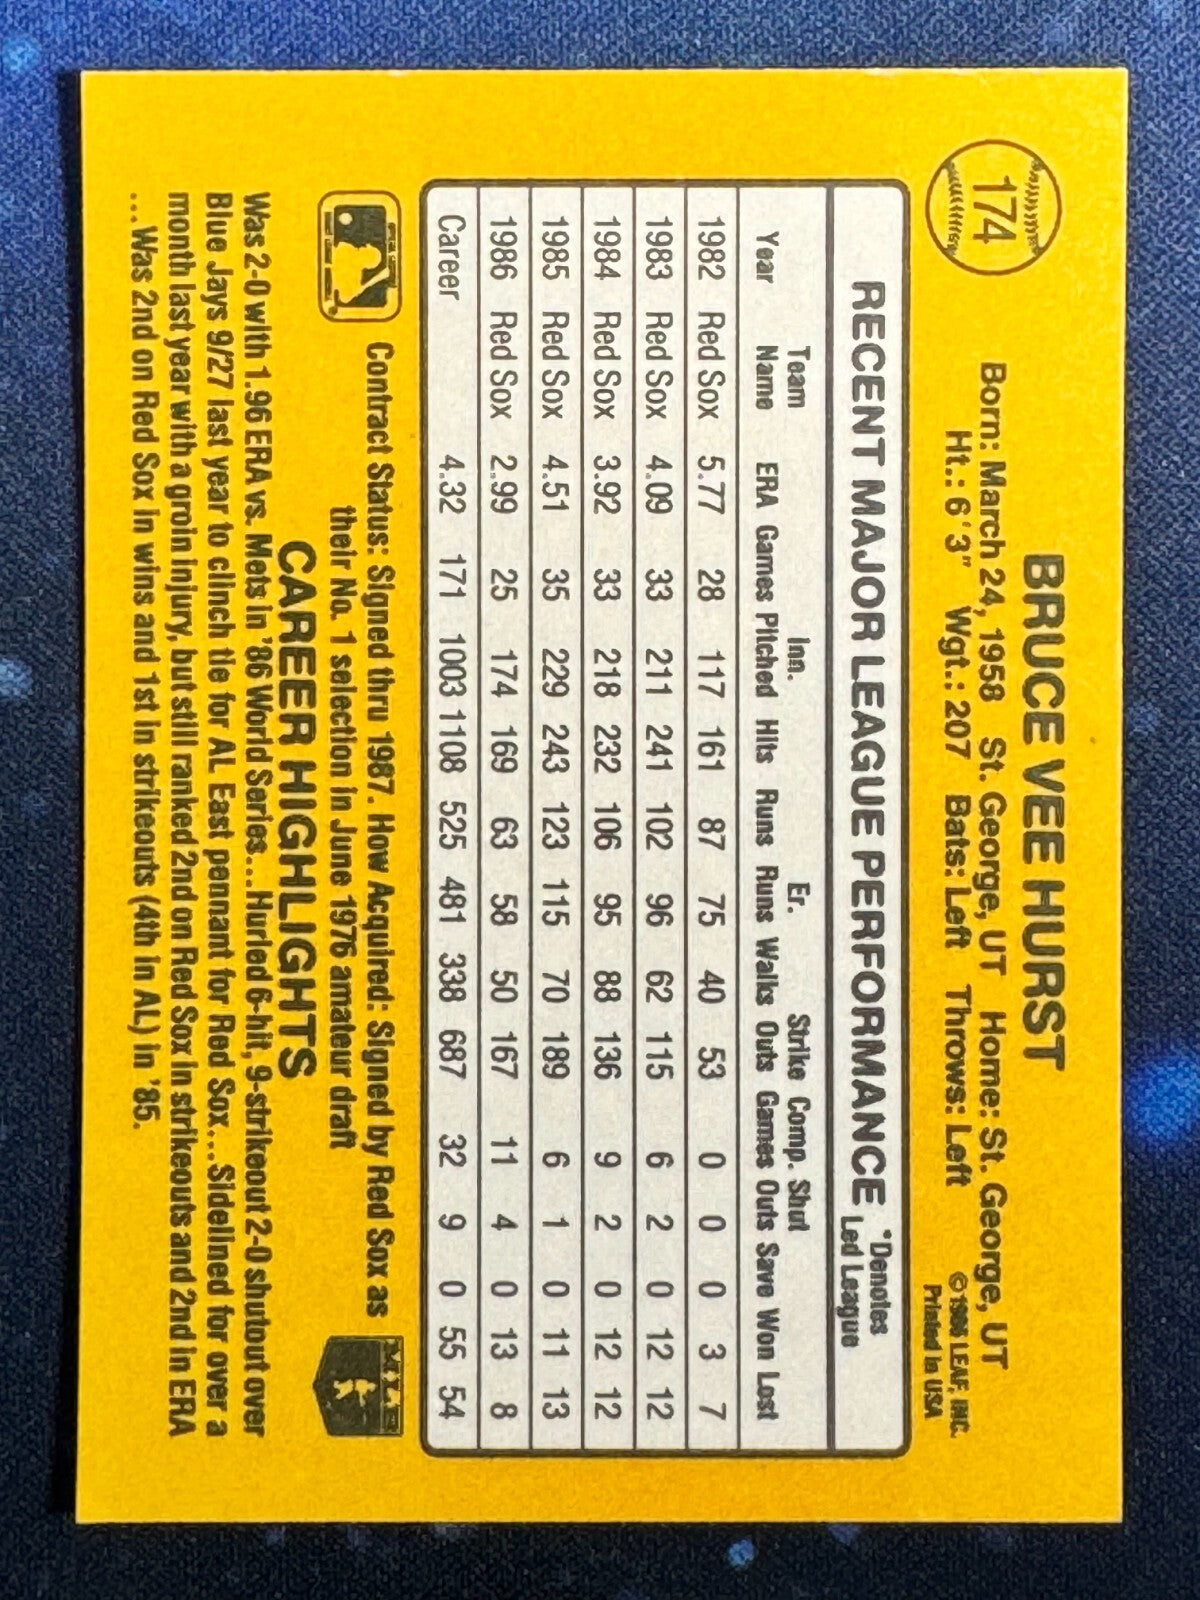 174
BRUCE VEE HURST
Born: March 24, 1958 St. George, UT Home: St. George, UT
Ht.: 6'3" Wgt.: 207 Bats: Left Throws: Left
© 1986 LEAF, INC.
Printed in USA
RECENT MAJOR LEAGUE PERFORMANCE *Denotes Led League
Team Inn. Er. Strike Comp. Shut
Year Name ERA Games Pitched Hits Runs Runs Walks Outs Games Outs Save Won Lost
1982 Red Sox 5.77 28 117 161 87 75 40 53 0 0 0 3 7
1983 Red Sox 4.09 33 211 241 102 96 62 115 6 2 0 12 12
1984 Red Sox 3.92 33 218 232 106 95 88 136 9 2 0 12 12
1985 Red Sox 4.51 35 229 243 123 115 70 189 6 1 0 11 13
1986 Red Sox 2.99 25 174 169 63 58 50 167 11 4 0 13 8
Career 4.32 171 1003 1108 525 481 338 687 32 9 0 55 54
Contract Status: Signed thru 1987. How Acquired: Signed by Red Sox as
their No. 1 selection in June 1976 amateur draft
MLB
CAREER HIGHLIGHTS
Was 2-0 with 1.96 ERA vs. Mets in '86 World Series...Hurled 6-hit, 9-strikeout 2-0 shutout over
Blue Jays 9/27 last year to clinch tie for AL East pennant for Red Sox...Sidelined for over a
month last year with a groin injury, but still ranked 2nd on Red Sox in strikeouts and 2nd in ERA
...Was 2nd on Red Sox in wins and 1st in strikeouts (4th in AL) in '85.